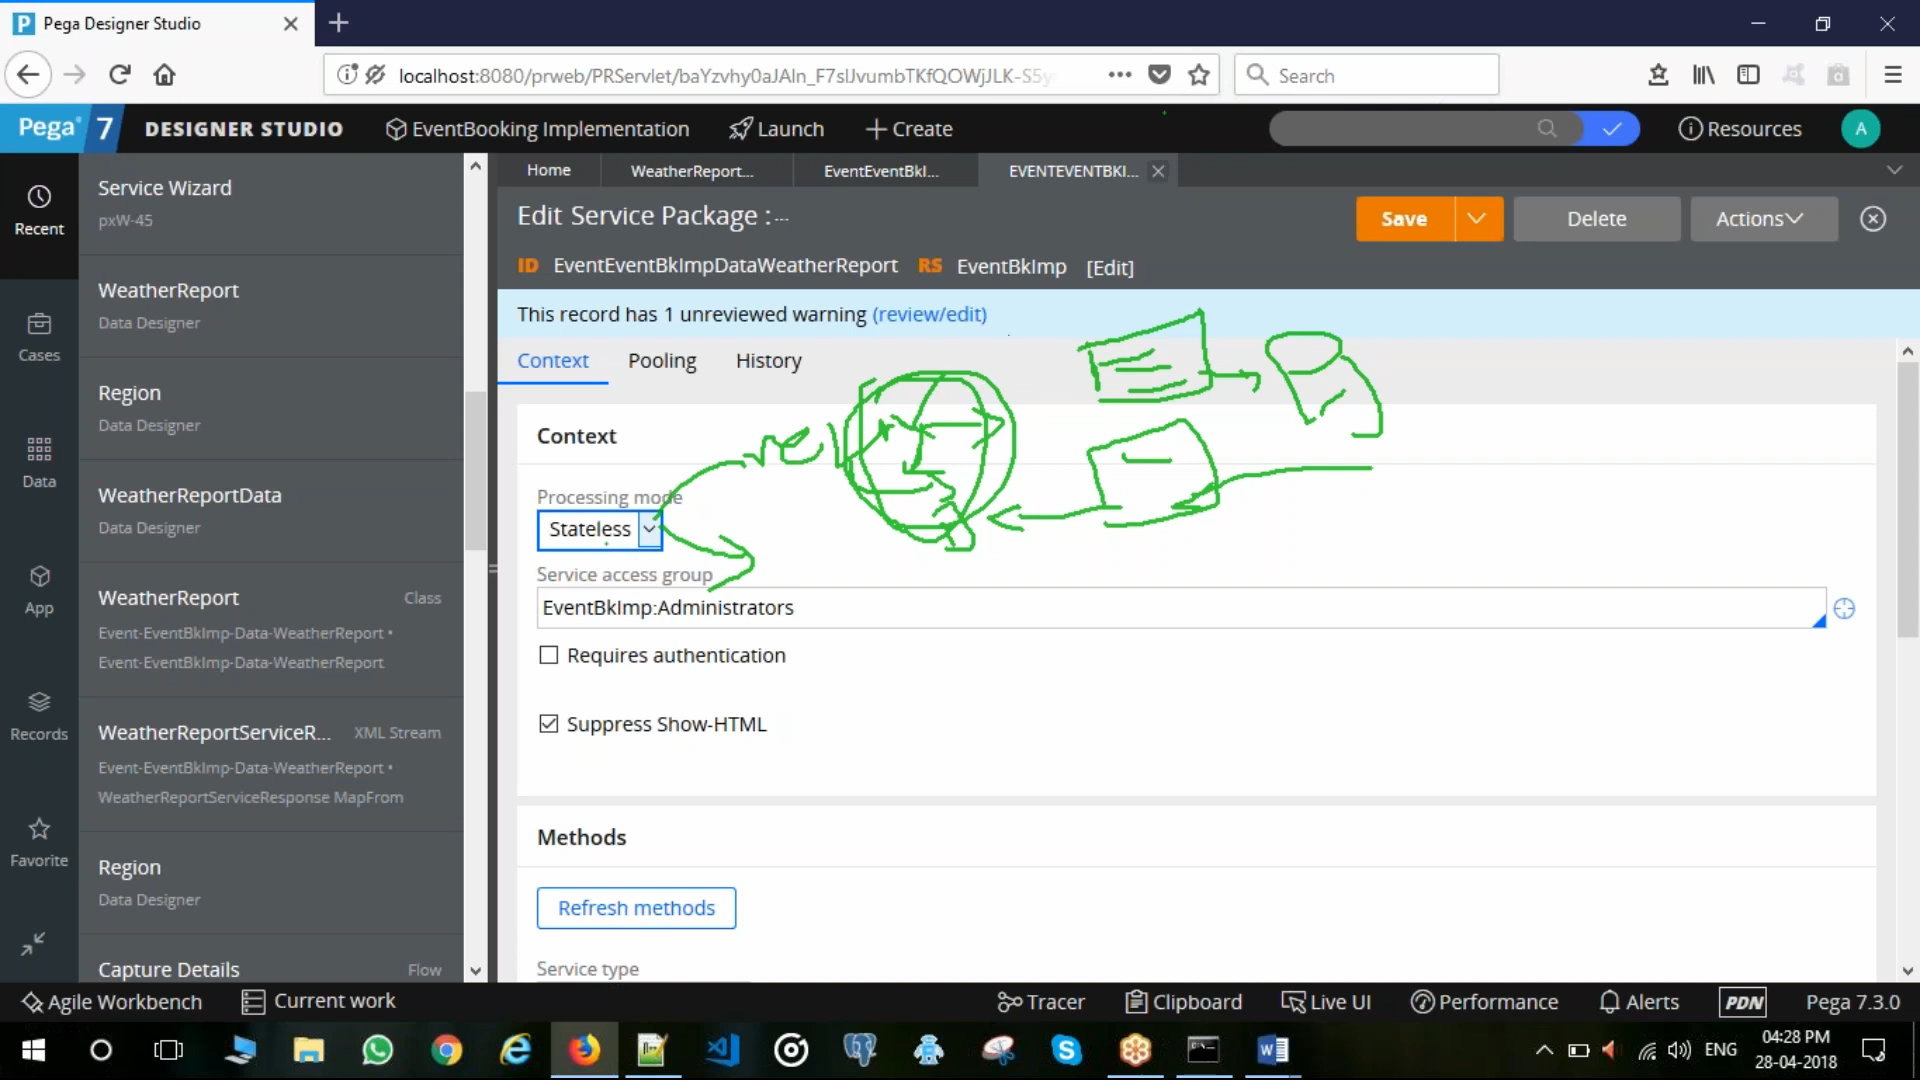 Pega Designer Studio
localhost:8080/prweb/PRServlet/baYzvhy0aJAln_F7slJvumbTKfQOWjJLK-S5y
Search
Pega 7 DESIGNER STUDIO EventBooking Implementation Launch Create Resources A
Recent
Cases
Data
App
Records
Favorite
Service Wizard
pxW-45
WeatherReport
Data Designer
Region
Data Designer
WeatherReportData
Data Designer
WeatherReport Class
Event-EventBkImp-Data-WeatherReport •
Event-EventBkImp-Data-WeatherReport
WeatherReportServiceR... XML Stream
Event-EventBkImp-Data-WeatherReport •
WeatherReportServiceResponse MapFrom
Region
Data Designer
Capture Details Flow
Home WeatherReport... EventEventBkI... EVENTEVENTBKI...
Edit Service Package : ...
Save Delete Actions
ID EventEventBkImpDataWeatherReport RS EventBkImp [Edit]
This record has 1 unreviewed warning (review/edit)
Context Pooling History
Context
Processing mode
Stateless
Service access group
EventBkImp:Administrators
Requires authentication
Suppress Show-HTML
Methods
Refresh methods
Service type
Agile Workbench Current work Tracer Clipboard Live UI Performance Alerts PDN Pega 7.3.0
ENG
04:28 PM
28-04-2018